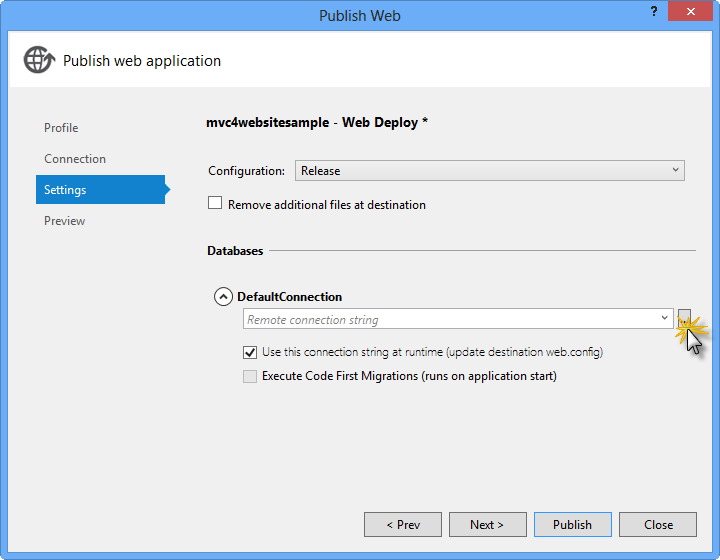 Publish Web
?
Publish web application
Profile
Connection
Settings
Preview
mvc4websitesample - Web Deploy *
Configuration: Release
Remove additional files at destination
Databases
DefaultConnection
Remote connection string
Use this connection string at runtime (update destination web.config)
Execute Code First Migrations (runs on application start)
< Prev Next > Publish Close